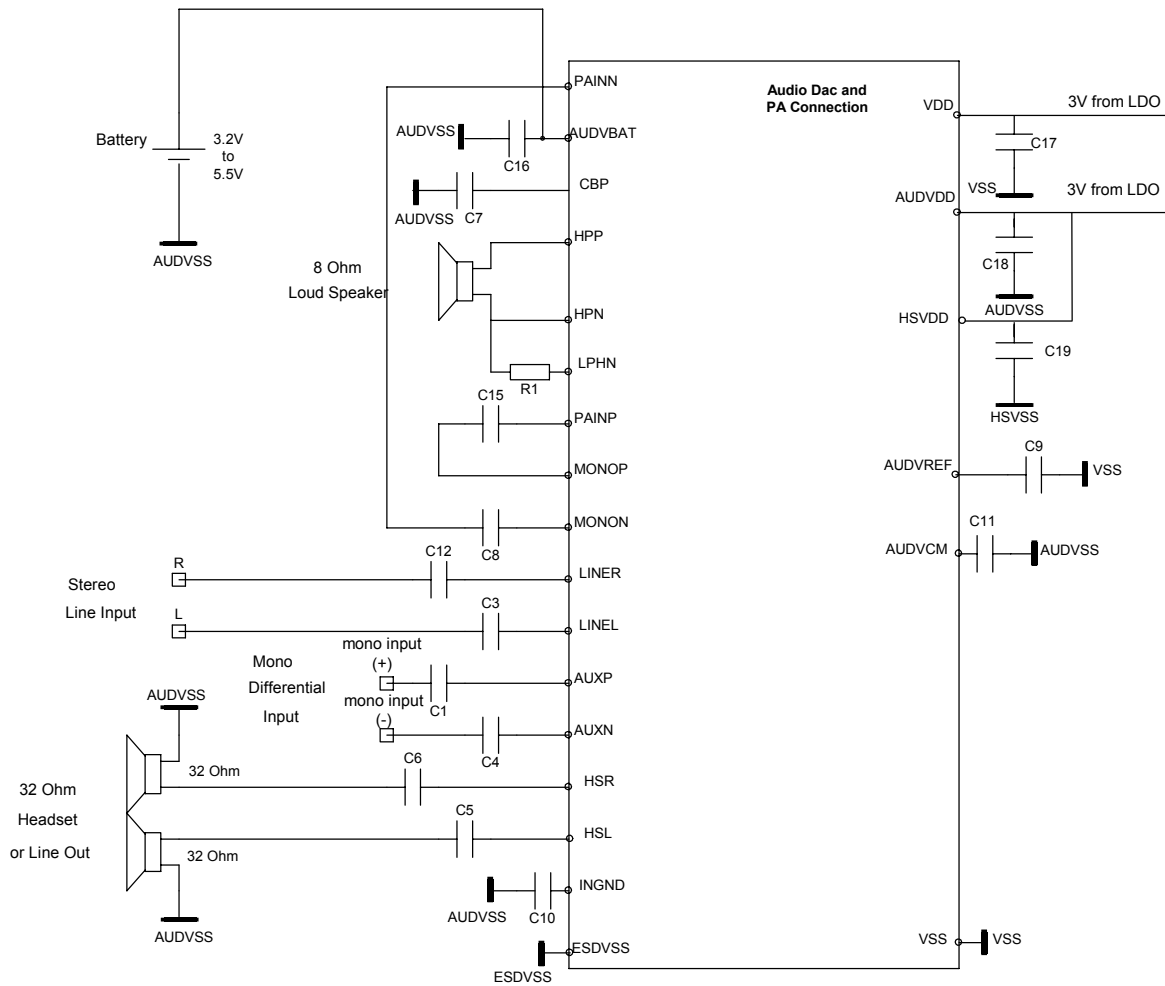 PAINN
Audio Dac and
PA Connection
VDD
3V from LDO
Battery
3.2V
to
5.5V
AUDVSS
C16
AUDVBAT
C17
VSS
CBP
AUDVSS
C7
AUDVDD
3V from LDO
HPP
AUDVSS
8 Ohm
Loud Speaker
C18
AUDVSS
HPN
HSVDD
C19
LPHN
R1
HSVSS
C15
PAINP
MONOP
AUDVREF
C9
VSS
MONON
C8
C11
AUDVCM
AUDVSS
C12
R
LINER
Stereo
Line Input
L
C3
LINEL
Mono
Differential
Input
mono input
(+)
C1
AUXP
mono input
(-)
C4
AUXN
AUDVSS
32 Ohm
C6
HSR
32 Ohm
Headset
or Line Out
C5
HSL
32 Ohm
INGND
AUDVSS
C10
AUDVSS
ESDVSS
ESDVSS
VSS
VSS